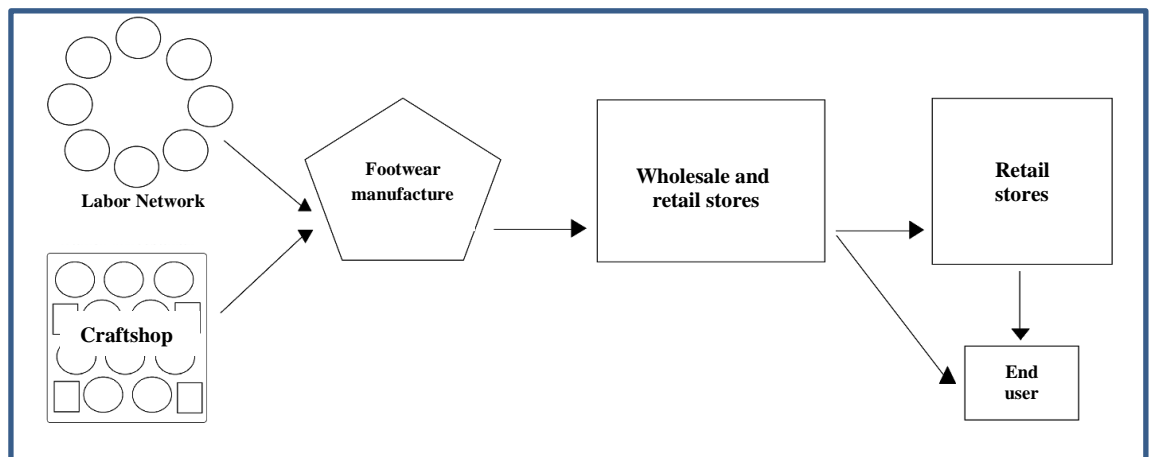 Labor Network
Craftshop
Footwear
manufacture
Wholesale and
retail stores
Retail
stores
End
user